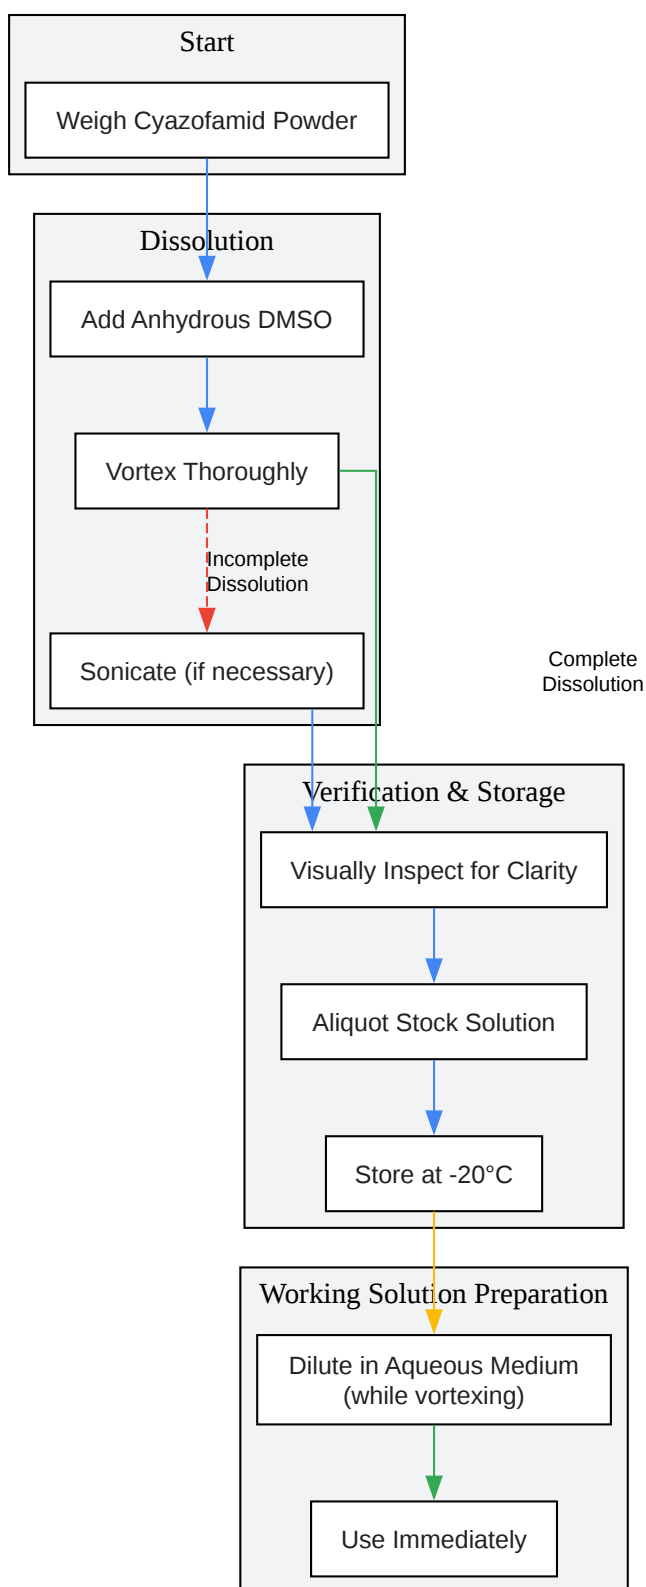 Start
Weigh Cyazofamid Powder
Dissolution
Add Anhydrous DMSO
Vortex Thoroughly
Incomplete
Dissolution
Sonicate (if necessary)
Complete
Dissolution
Verification & Storage
Visually Inspect for Clarity
Aliquot Stock Solution
Store at -20°C
Working Solution Preparation
Dilute in Aqueous Medium
(while vortexing)
Use Immediately